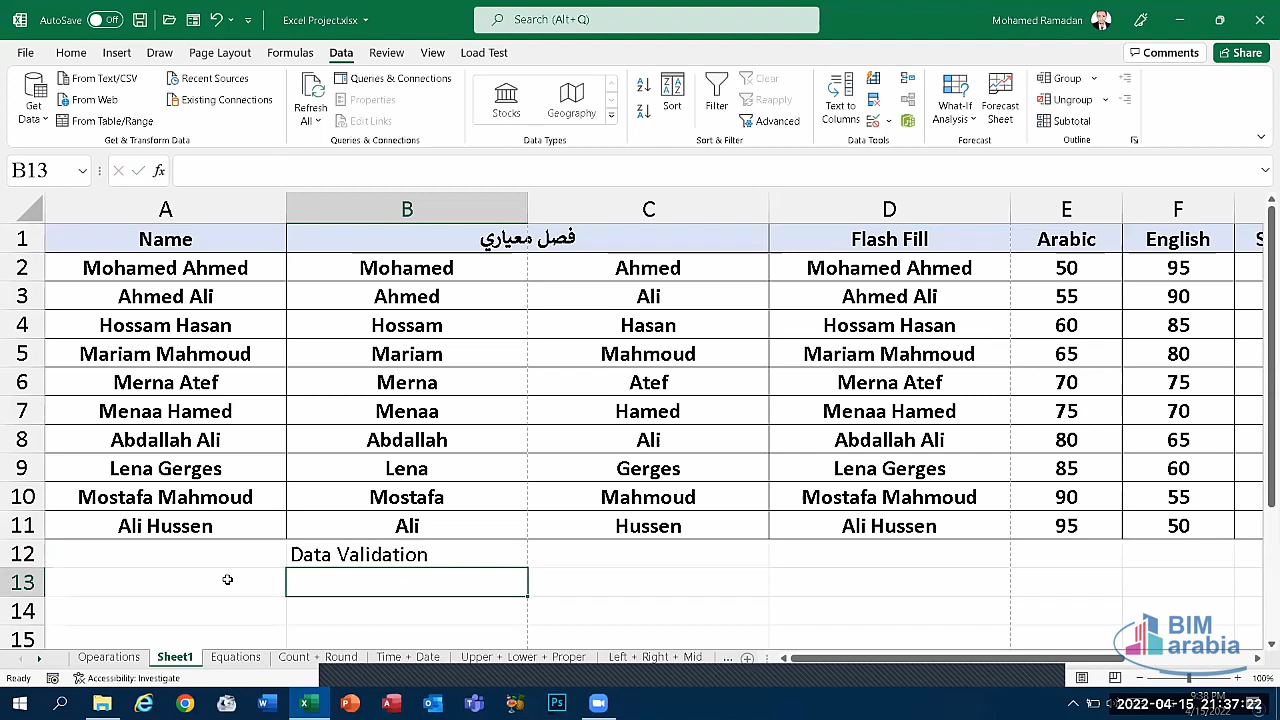 AutoSave Off Excel Project.xlsx Search (Alt+Q) Mohamed Ramadan
File Home Insert Draw Page Layout Formulas Data Review View Load Test Comments Share
Get Data From Text/CSV Recent Sources Refresh All Queries & Connections Stocks Geography Sort Filter Clear Text to Columns What-If Analysis Forecast Sheet Group
From Web Existing Connections Properties Reapply Ungroup
From Table/Range Edit Links Advanced Subtotal
Get & Transform Data Queries & Connections Data Types Sort & Filter Data Tools Forecast Outline
B13 fx
A B C D E F
1 Name فصل معياري Flash Fill Arabic English S
2 Mohamed Ahmed Mohamed Ahmed Mohamed Ahmed 50 95
3 Ahmed Ali Ahmed Ali Ahmed Ali 55 90
4 Hossam Hasan Hossam Hasan Hossam Hasan 60 85
5 Mariam Mahmoud Mariam Mahmoud Mariam Mahmoud 65 80
6 Merna Atef Merna Atef Merna Atef 70 75
7 Menaa Hamed Menaa Hamed Menaa Hamed 75 70
8 Abdallah Ali Abdallah Ali Abdallah Ali 80 65
9 Lena Gerges Lena Gerges Lena Gerges 85 60
10 Mostafa Mahmoud Mostafa Mahmoud Mostafa Mahmoud 90 55
11 Ali Hussen Ali Hussen Ali Hussen 95 50
12 Data Validation
13
14
15
BIM
arabia
Opearations Sheet1 Equations Count + Round Time + Date Upper + Lower + Proper Left + Right + Mid ...
Ready Accessibility: Investigate 100%
9:38 PM
2022-04-15 21:37:22
4/15/2022